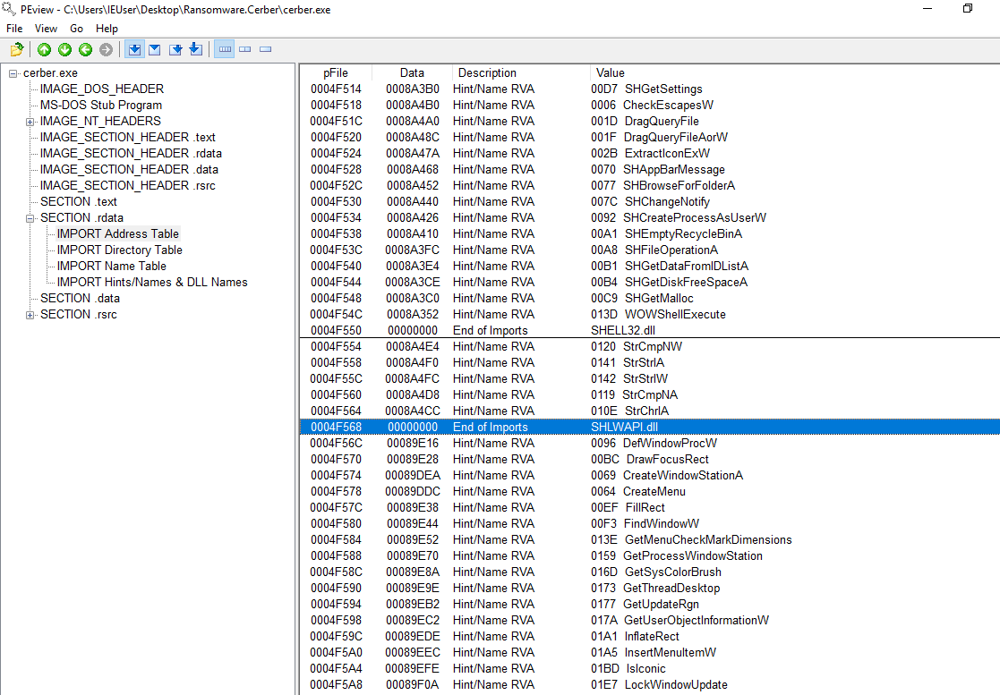 PEview - C:\Users\IEUser\Desktop\Ransomware.Cerber\cerber.exe
File View Go Help
cerber.exe
IMAGE_DOS_HEADER
MS-DOS Stub Program
IMAGE_NT_HEADERS
IMAGE_SECTION_HEADER .text
IMAGE_SECTION_HEADER .rdata
IMAGE_SECTION_HEADER .data
IMAGE_SECTION_HEADER .rsrc
SECTION .text
SECTION .rdata
IMPORT Address Table
IMPORT Directory Table
IMPORT Name Table
IMPORT Hints/Names & DLL Names
SECTION .data
SECTION .rsrc
pFile Data Description Value
0004F514 0008A3B0 Hint/Name RVA 00D7 SHGetSettings
0004F518 0008A4B0 Hint/Name RVA 0006 CheckEscapesW
0004F51C 0008A4A0 Hint/Name RVA 001D DragQueryFile
0004F520 0008A48C Hint/Name RVA 001F DragQueryFileAorW
0004F524 0008A47A Hint/Name RVA 002B ExtractIconExW
0004F528 0008A468 Hint/Name RVA 0070 SHAppBarMessage
0004F52C 0008A452 Hint/Name RVA 0077 SHBrowseForFolderA
0004F530 0008A440 Hint/Name RVA 007C SHChangeNotify
0004F534 0008A426 Hint/Name RVA 0092 SHCreateProcessAsUserW
0004F538 0008A410 Hint/Name RVA 00A1 SHEmptyRecycleBinA
0004F53C 0008A3FC Hint/Name RVA 00A8 SHFileOperationA
0004F540 0008A3E4 Hint/Name RVA 00B1 SHGetDataFromIDListA
0004F544 0008A3CE Hint/Name RVA 00B4 SHGetDiskFreeSpaceA
0004F548 0008A3C0 Hint/Name RVA 00C9 SHGetMalloc
0004F54C 0008A352 Hint/Name RVA 013D WOWShellExecute
0004F550 00000000 End of Imports SHELL32.dll
0004F554 0008A4E4 Hint/Name RVA 0120 StrCmpNW
0004F558 0008A4F0 Hint/Name RVA 0141 StrStrIA
0004F55C 0008A4FC Hint/Name RVA 0142 StrStrIW
0004F560 0008A4D8 Hint/Name RVA 0119 StrCmpNA
0004F564 0008A4CC Hint/Name RVA 010E StrChrIA
0004F568 00000000 End of Imports SHLWAPI.dll
0004F56C 00089E16 Hint/Name RVA 0096 DefWindowProcW
0004F570 00089E28 Hint/Name RVA 00BC DrawFocusRect
0004F574 00089DEA Hint/Name RVA 0069 CreateWindowStationA
0004F578 00089DDC Hint/Name RVA 0064 CreateMenu
0004F57C 00089E38 Hint/Name RVA 00EF FillRect
0004F580 00089E44 Hint/Name RVA 00F3 FindWindowW
0004F584 00089E52 Hint/Name RVA 013E GetMenuCheckMarkDimensions
0004F588 00089E70 Hint/Name RVA 0159 GetProcessWindowStation
0004F58C 00089E8A Hint/Name RVA 016D GetSysColorBrush
0004F590 00089E9E Hint/Name RVA 0173 GetThreadDesktop
0004F594 00089EB2 Hint/Name RVA 0177 GetUpdateRgn
0004F598 00089EC2 Hint/Name RVA 017A GetUserObjectInformationW
0004F59C 00089EDE Hint/Name RVA 01A1 InflateRect
0004F5A0 00089EEC Hint/Name RVA 01A5 InsertMenuItemW
0004F5A4 00089EFE Hint/Name RVA 01BD IsIconic
0004F5A8 00089F0A Hint/Name RVA 01E7 LockWindowUpdate